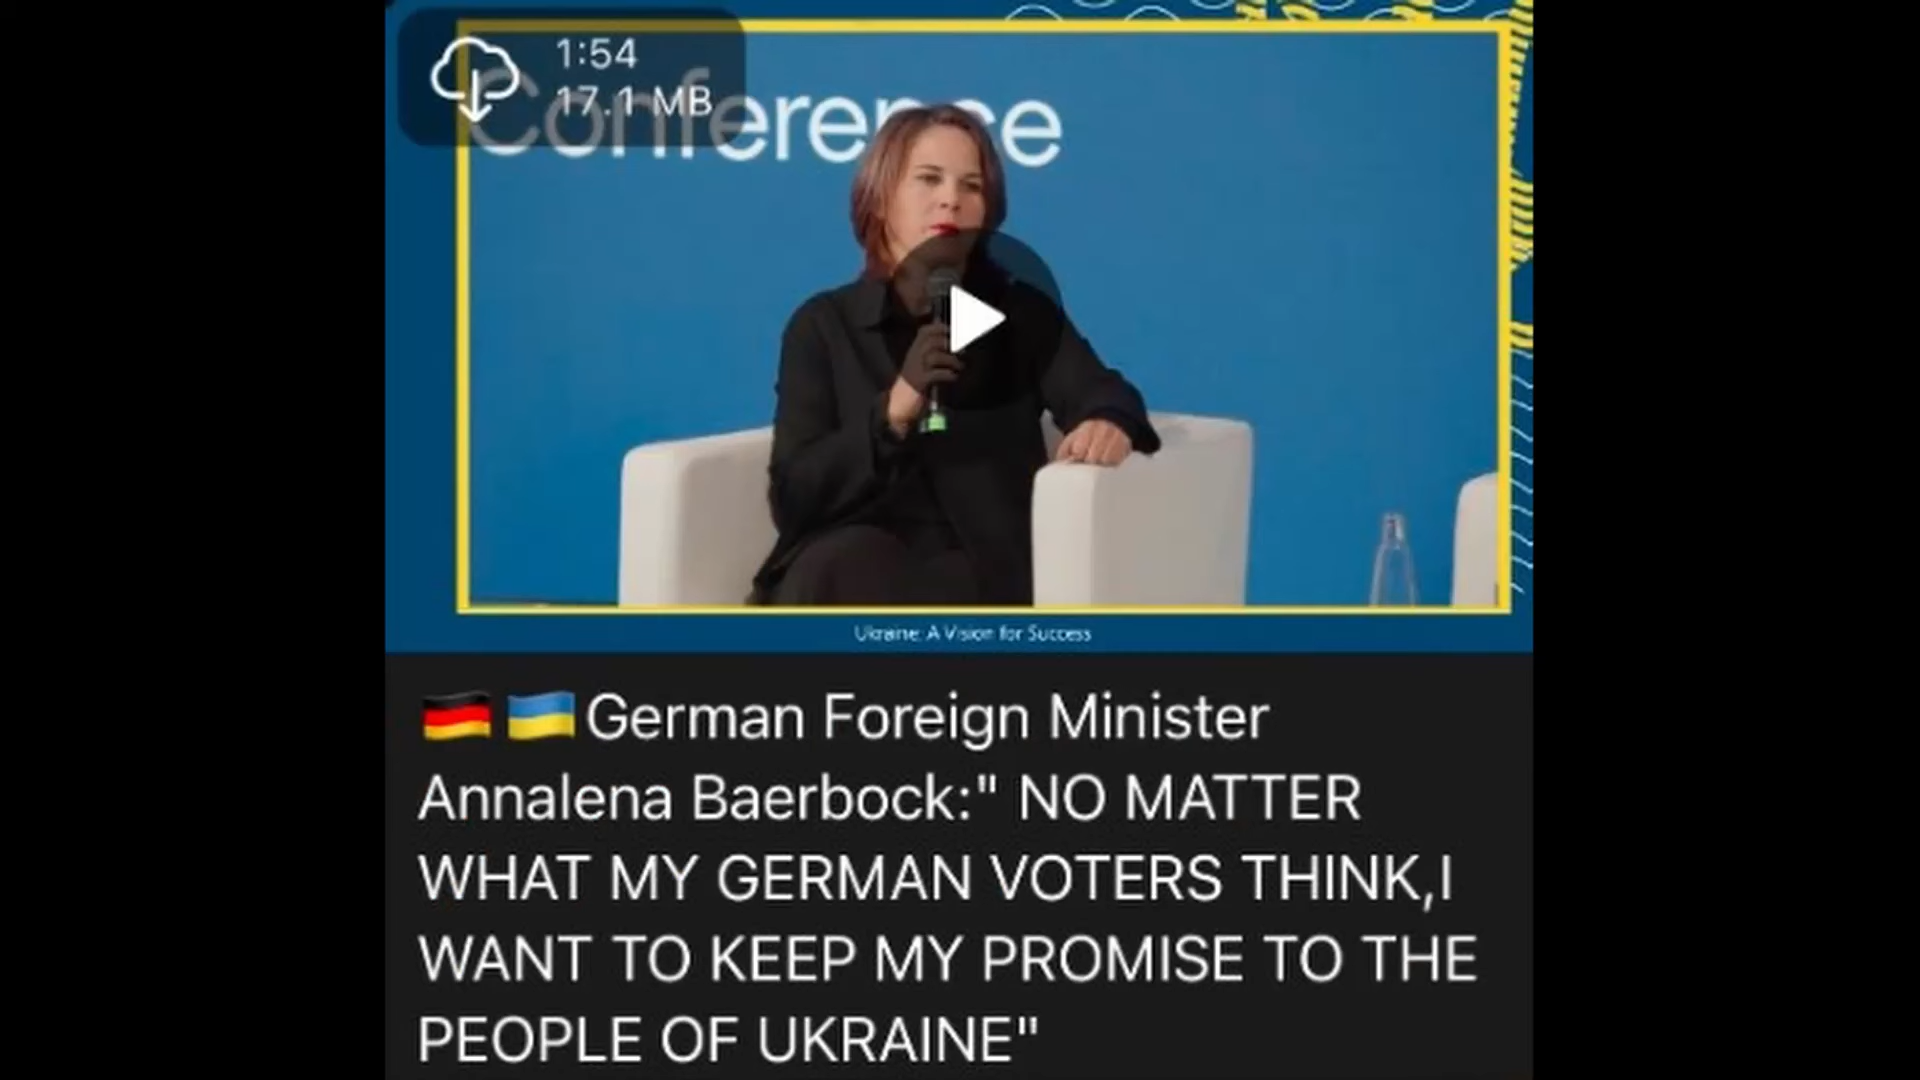 1:54
17.1 MB
Conference
Ukraine: A Vision for Success
🇩🇪 🇺🇦 German Foreign Minister
Annalena Baerbock:" NO MATTER
WHAT MY GERMAN VOTERS THINK,I
WANT TO KEEP MY PROMISE TO THE
PEOPLE OF UKRAINE"